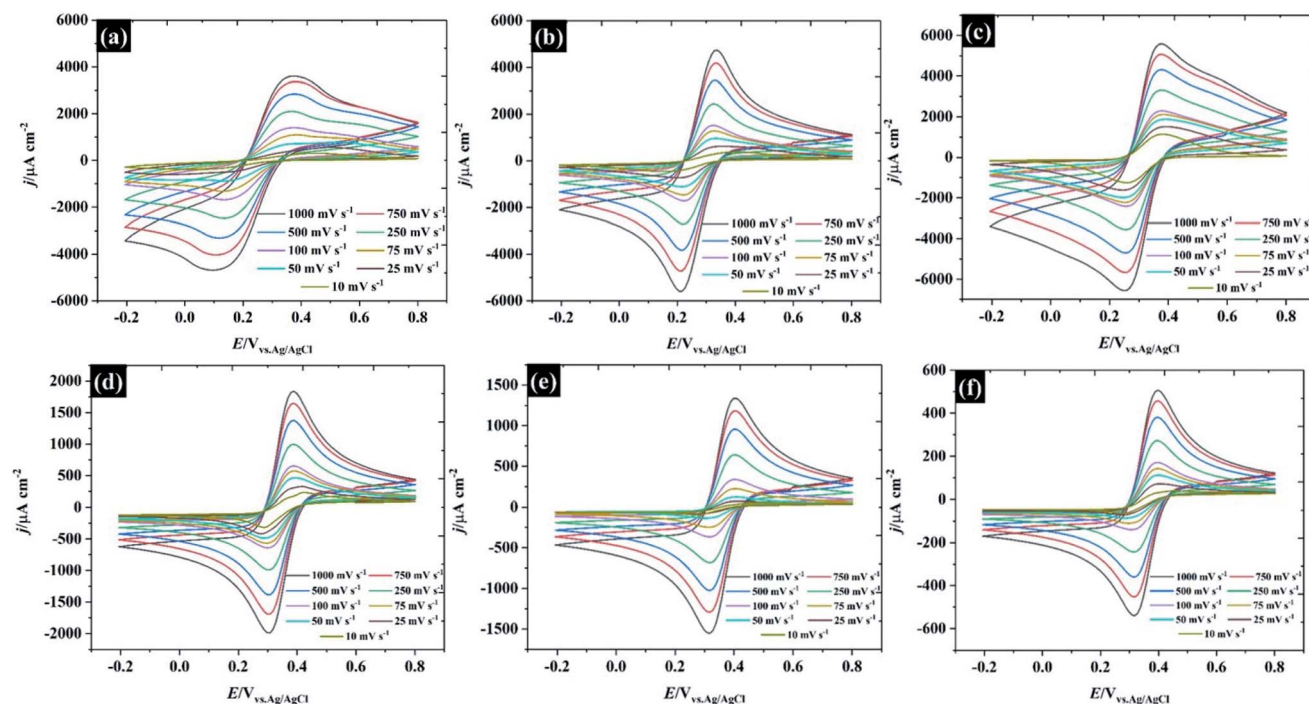 (a)
6000
4000
2000
0
-2000
-4000
-6000
j/μA cm⁻²
1000 mV s⁻¹ 750 mV s⁻¹
500 mV s⁻¹ 250 mV s⁻¹
100 mV s⁻¹ 75 mV s⁻¹
50 mV s⁻¹ 25 mV s⁻¹
10 mV s⁻¹
-0.2 0.0 0.2 0.4 0.6 0.8
E/V vs.Ag/AgCl
(b)
6000
4000
2000
0
-2000
-4000
-6000
j/μA cm⁻²
1000 mV s⁻¹ 750 mV s⁻¹
500 mV s⁻¹ 250 mV s⁻¹
100 mV s⁻¹ 75 mV s⁻¹
50 mV s⁻¹ 25 mV s⁻¹
10 mV s⁻¹
-0.2 0.0 0.2 0.4 0.6 0.8
E/V vs.Ag/AgCl
(c)
6000
4000
2000
0
-2000
-4000
-6000
j/μA cm⁻²
1000 mV s⁻¹ 750 mV s⁻¹
500 mV s⁻¹ 250 mV s⁻¹
100 mV s⁻¹ 75 mV s⁻¹
50 mV s⁻¹ 25 mV s⁻¹
10 mV s⁻¹
-0.2 0.0 0.2 0.4 0.6 0.8
E/V vs.Ag/AgCl
(d)
2000
1500
1000
500
0
-500
-1000
-1500
-2000
j/μA cm⁻²
1000 mV s⁻¹ 750 mV s⁻¹
500 mV s⁻¹ 250 mV s⁻¹
100 mV s⁻¹ 75 mV s⁻¹
50 mV s⁻¹ 25 mV s⁻¹
10 mV s⁻¹
-0.2 0.0 0.2 0.4 0.6 0.8
E/V vs.Ag/AgCl
(e)
1500
1000
500
0
-500
-1000
-1500
j/μA cm⁻²
1000 mV s⁻¹ 750 mV s⁻¹
500 mV s⁻¹ 250 mV s⁻¹
100 mV s⁻¹ 75 mV s⁻¹
50 mV s⁻¹ 25 mV s⁻¹
10 mV s⁻¹
-0.2 0.0 0.2 0.4 0.6 0.8
E/V vs.Ag/AgCl
(f)
600
400
200
0
-200
-400
-600
j/μA cm⁻²
1000 mV s⁻¹ 750 mV s⁻¹
500 mV s⁻¹ 250 mV s⁻¹
100 mV s⁻¹ 75 mV s⁻¹
50 mV s⁻¹ 25 mV s⁻¹
10 mV s⁻¹
-0.2 0.0 0.2 0.4 0.6 0.8
E/V vs.Ag/AgCl